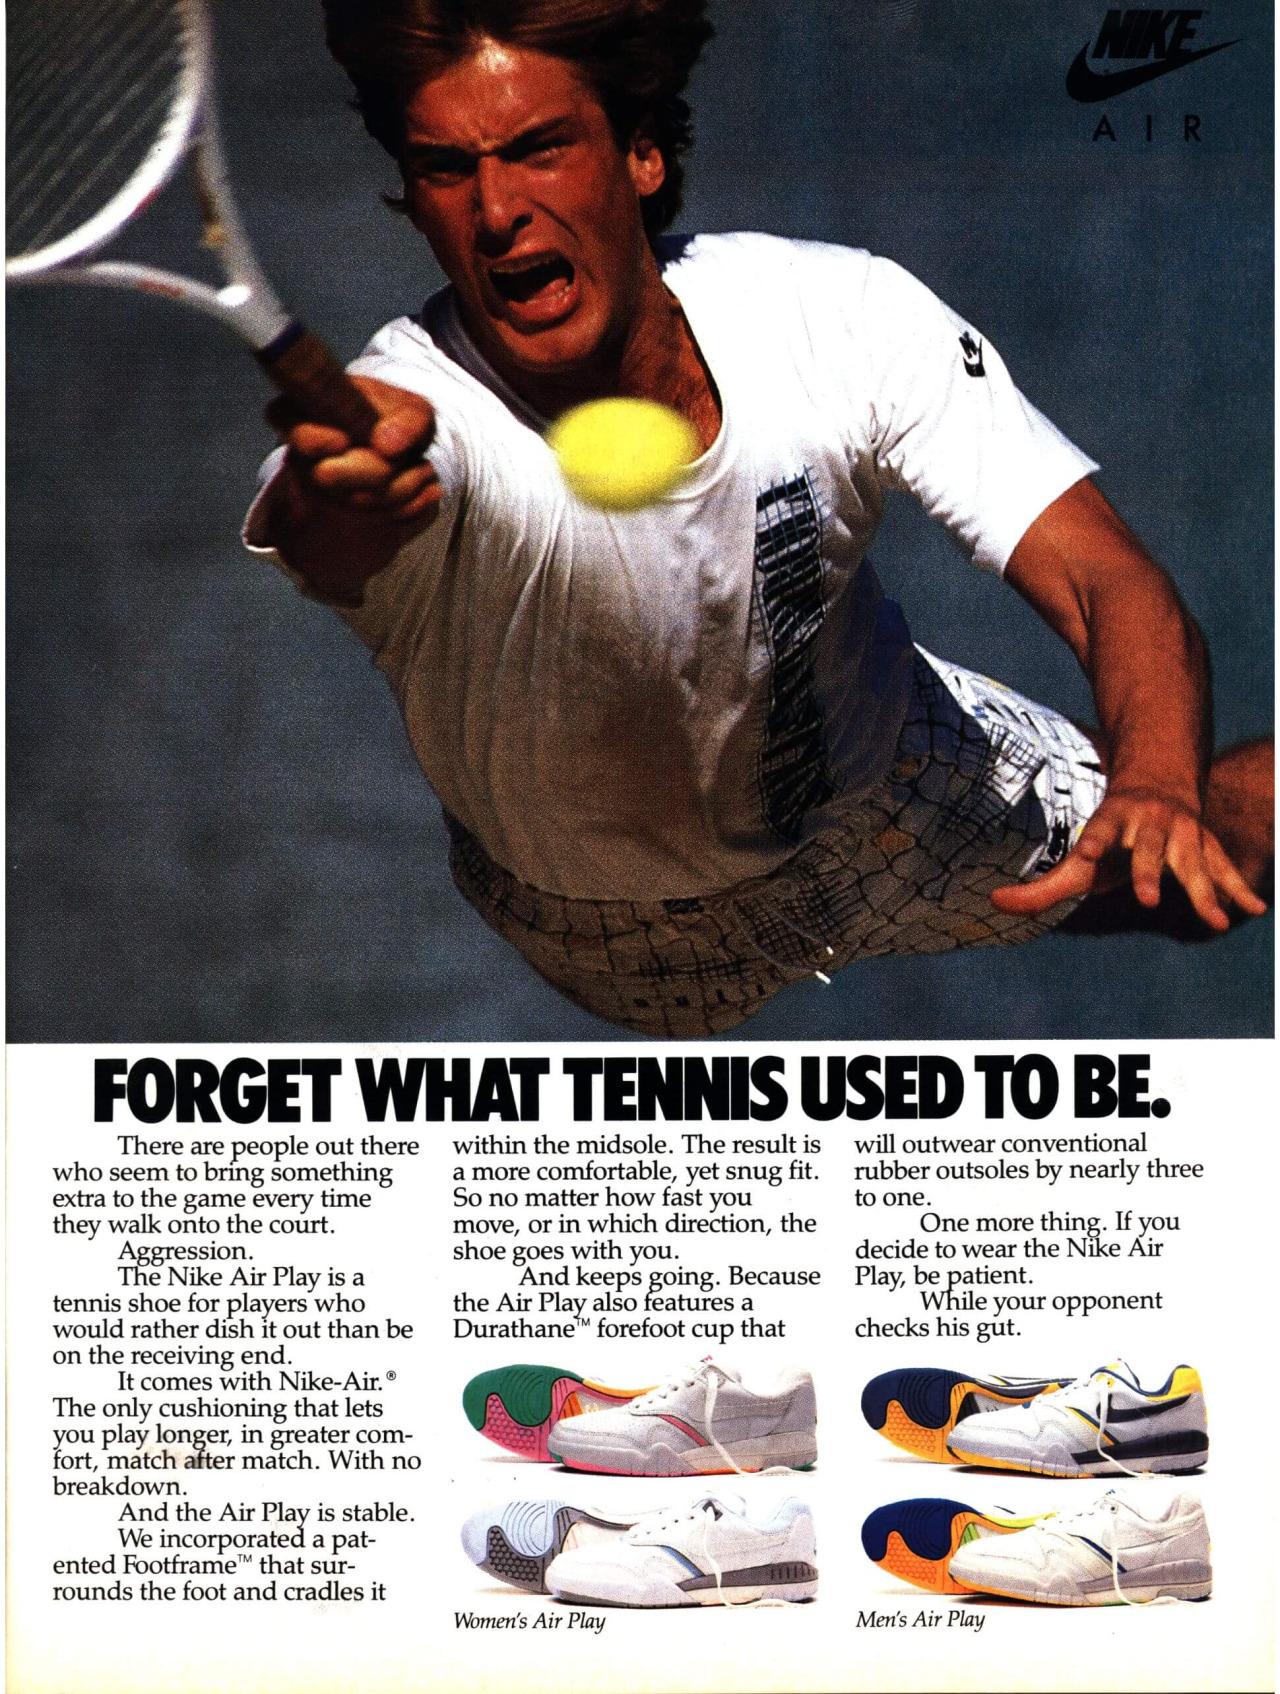 NIKE
AIR
FORGET WHAT TENNIS USED TO BE.
There are people out there
who seem to bring something
extra to the game every time
they walk onto the court.
Aggression.
The Nike Air Play is a
tennis shoe for players who
would rather dish it out than be
on the receiving end.
It comes with Nike-Air.®
The only cushioning that lets
you play longer, in greater com-
fort, match after match. With no
breakdown.
And the Air Play is stable.
We incorporated a pat-
ented Footframe™ that sur-
rounds the foot and cradles it
within the midsole. The result is
a more comfortable, yet snug fit.
So no matter how fast you
move, or in which direction, the
shoe goes with you.
And keeps going. Because
the Air Play also features a
Durathane™ forefoot cup that
will outwear conventional
rubber outsoles by nearly three
to one.
One more thing. If you
decide to wear the Nike Air
Play, be patient.
While your opponent
checks his gut.
Women's Air Play
Men's Air Play